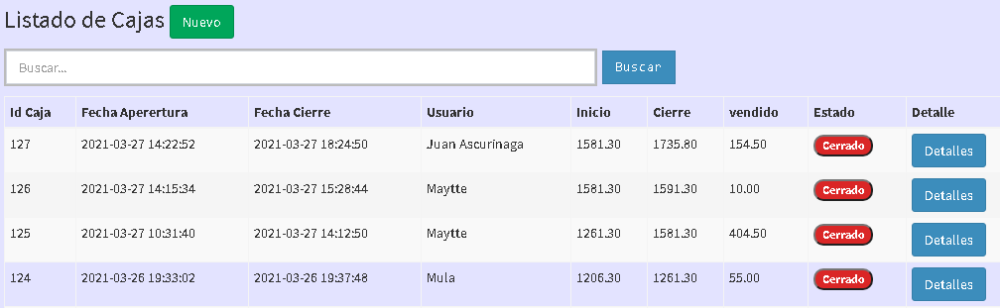 Listado de Cajas Nuevo
Buscar... Buscar
Id Caja Fecha Aperertura Fecha Cierre Usuario Inicio Cierre vendido Estado Detalle
127 2021-03-27 14:22:52 2021-03-27 18:24:50 Juan Ascurinaga 1581.30 1735.80 154.50 Cerrado Detalles
126 2021-03-27 14:15:34 2021-03-27 15:28:44 Maytte 1581.30 1591.30 10.00 Cerrado Detalles
125 2021-03-27 10:31:40 2021-03-27 14:12:50 Maytte 1261.30 1581.30 404.50 Cerrado Detalles
124 2021-03-26 19:33:02 2021-03-26 19:37:48 Mula 1206.30 1261.30 55.00 Cerrado Detalles